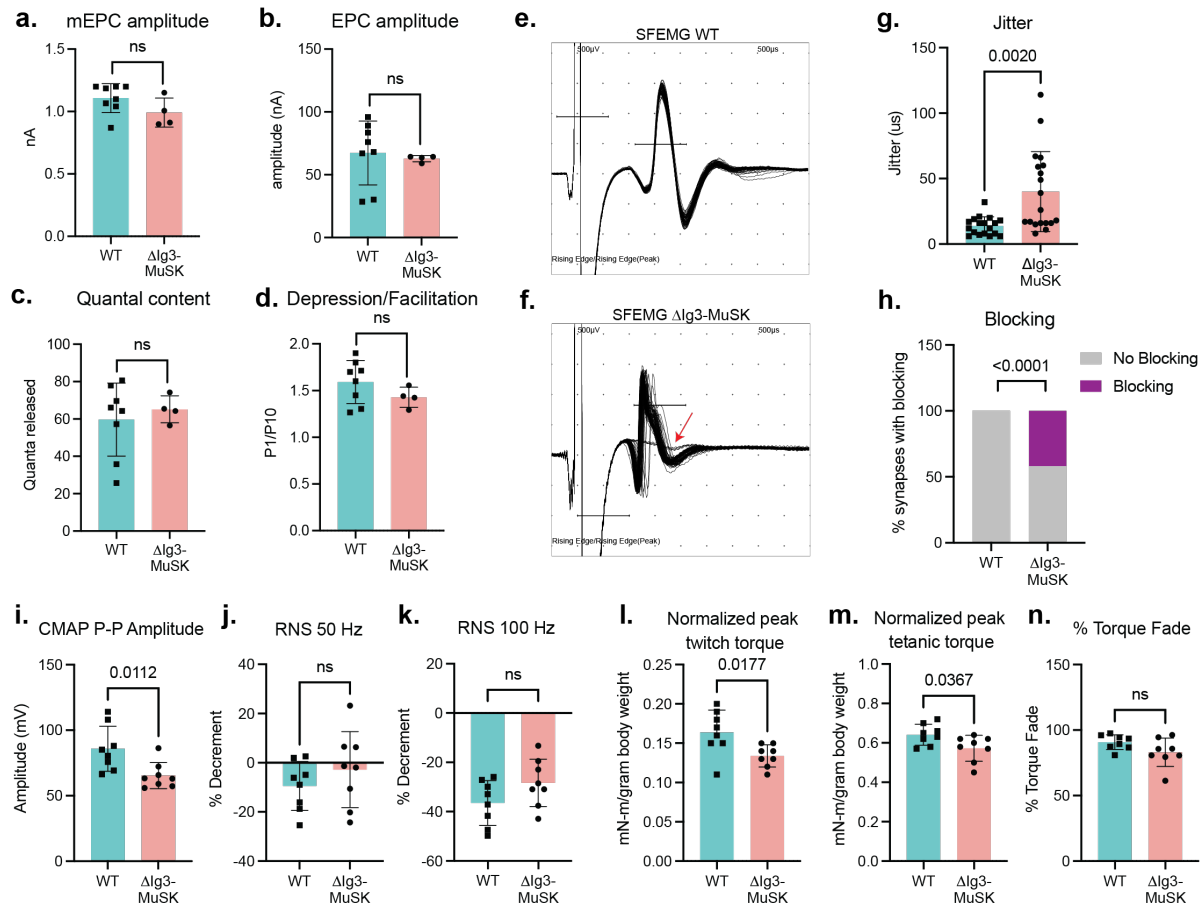 a.
mEPC amplitude
ns
nA
1.5
1.0
0.5
0.0
WT
ΔIg3-
MuSK
b.
EPC amplitude
ns
amplitude (nA)
150
100
50
0
WT
ΔIg3-
MuSK
c.
Quantal content
ns
Quanta released
100
80
60
40
20
0
WT
ΔIg3-
MuSK
d.
Depression/Facilitation
ns
P1/P10
2.5
2.0
1.5
1.0
0.5
0.0
WT
ΔIg3-
MuSK
e.
SFEMG WT
500µV
500µs
Rising Edge/Rising Edge(Peak)
f.
SFEMG ΔIg3-MuSK
500µV
500µs
Rising Edge/Rising Edge(Peak)
g.
Jitter
0.0020
Jitter (us)
150
100
50
0
WT
ΔIg3-
MuSK
h.
Blocking
<0.0001
No Blocking
Blocking
% synapses with blocking
150
100
50
0
WT
ΔIg3-
MuSK
i.
CMAP P-P Amplitude
0.0112
Amplitude (mV)
150
100
50
0
WT
ΔIg3-
MuSK
j.
RNS 50 Hz
ns
% Decrement
40
20
0
-20
-40
WT
ΔIg3-
MuSK
k.
RNS 100 Hz
ns
% Decrement
20
0
-20
-40
-60
WT
ΔIg3-
MuSK
l.
Normalized peak
twitch torque
0.0177
mN-m/gram body weight
0.20
0.15
0.10
0.05
0.00
WT
ΔIg3-
MuSK
m.
Normalized peak
tetanic torque
0.0367
mN-m/gram body weight
1.0
0.8
0.6
0.4
0.2
0.0
WT
ΔIg3-
MuSK
n.
% Torque Fade
ns
% Torque Fade
150
100
50
0
WT
ΔIg3-
MuSK